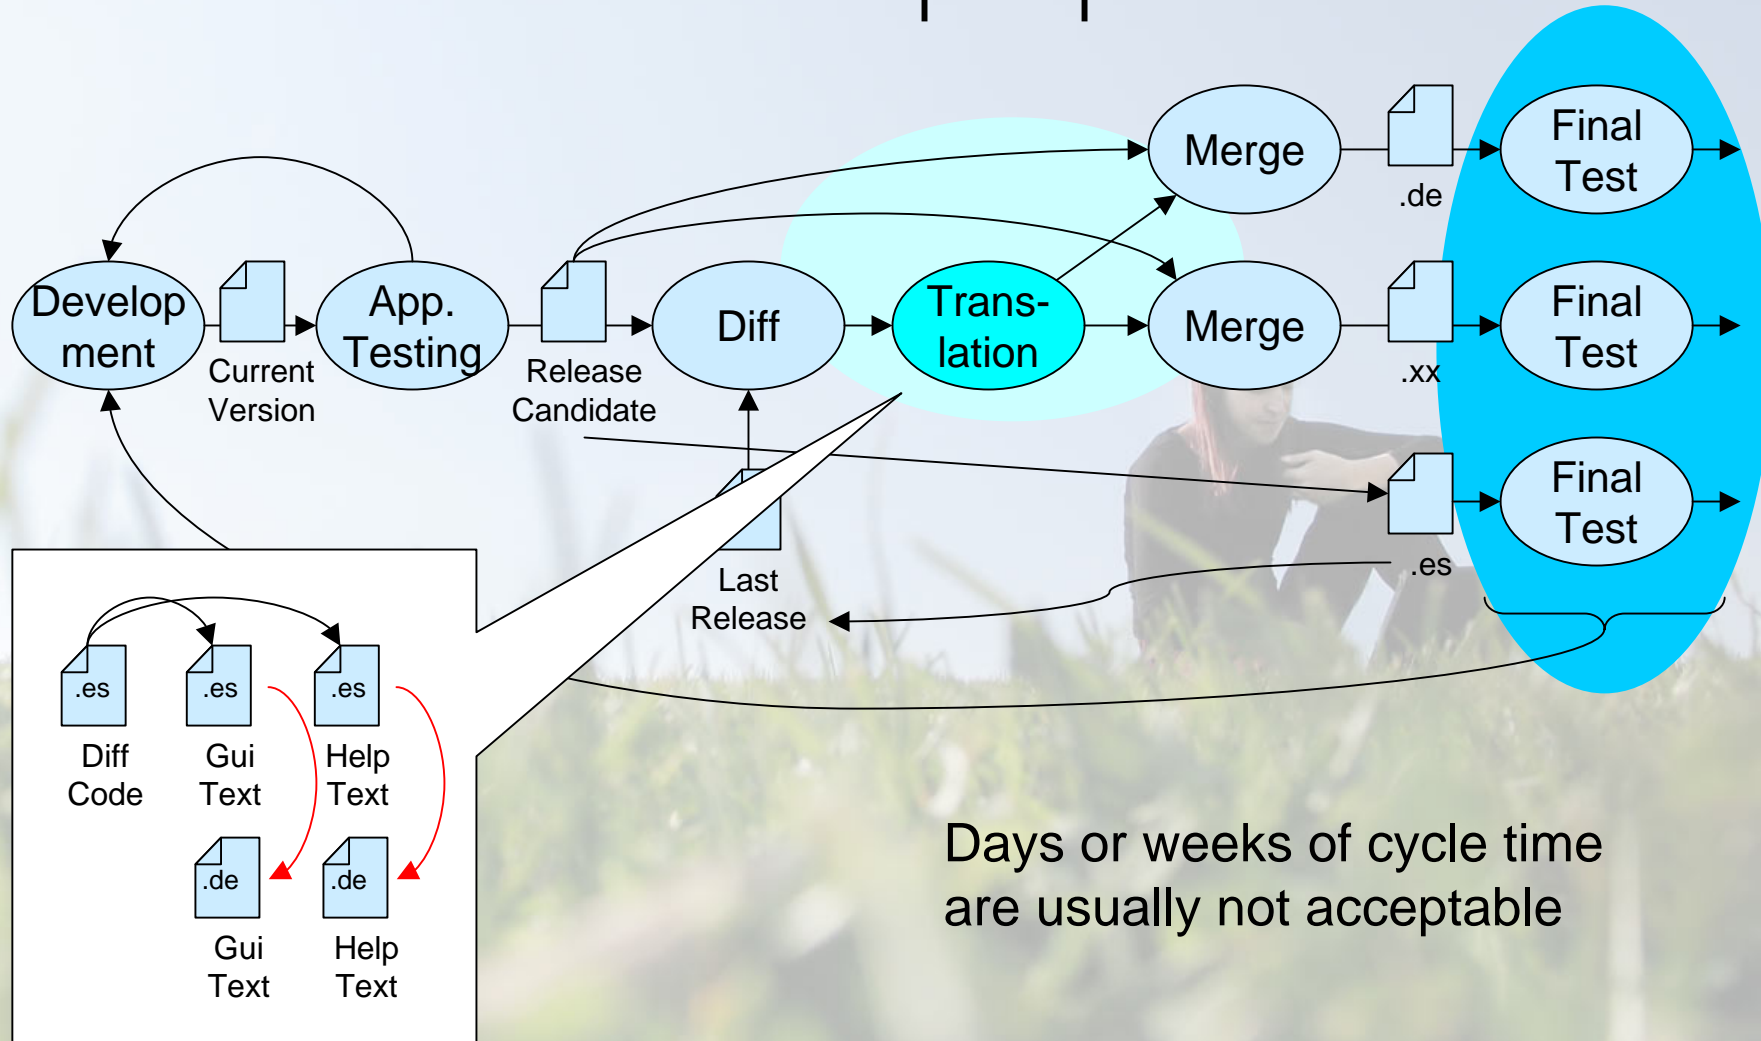 Merge
.de
Final
Test
Develop
ment
Current
Version
App.
Testing
Release
Candidate
Diff
Trans-
lation
Merge
.xx
Final
Test
Last
Release
.es
Final
Test
.es
.es
.es
Diff
Code
Gui
Text
Help
Text
.de
.de
Gui
Text
Help
Text
Days or weeks of cycle time
are usually not acceptable